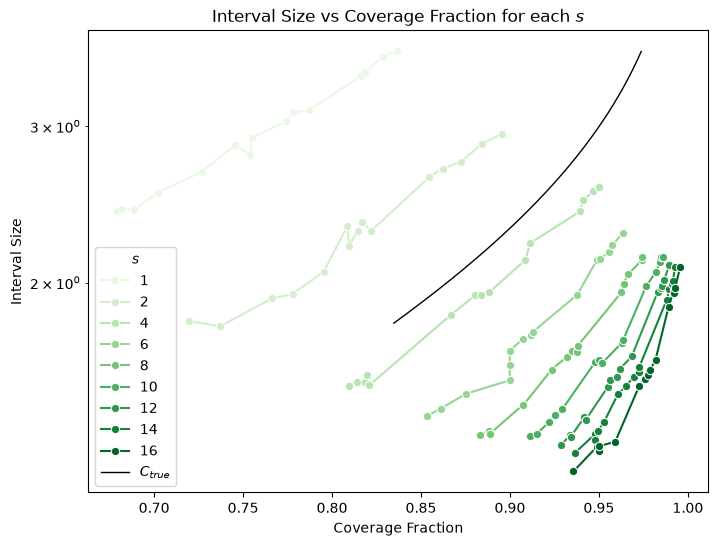 Interval Size vs Coverage Fraction for each s
Interval Size
3 × 10⁰
2 × 10⁰
s
1
2
4
6
8
10
12
14
16
C_true
0.70 0.75 0.80 0.85 0.90 0.95 1.00
Coverage Fraction